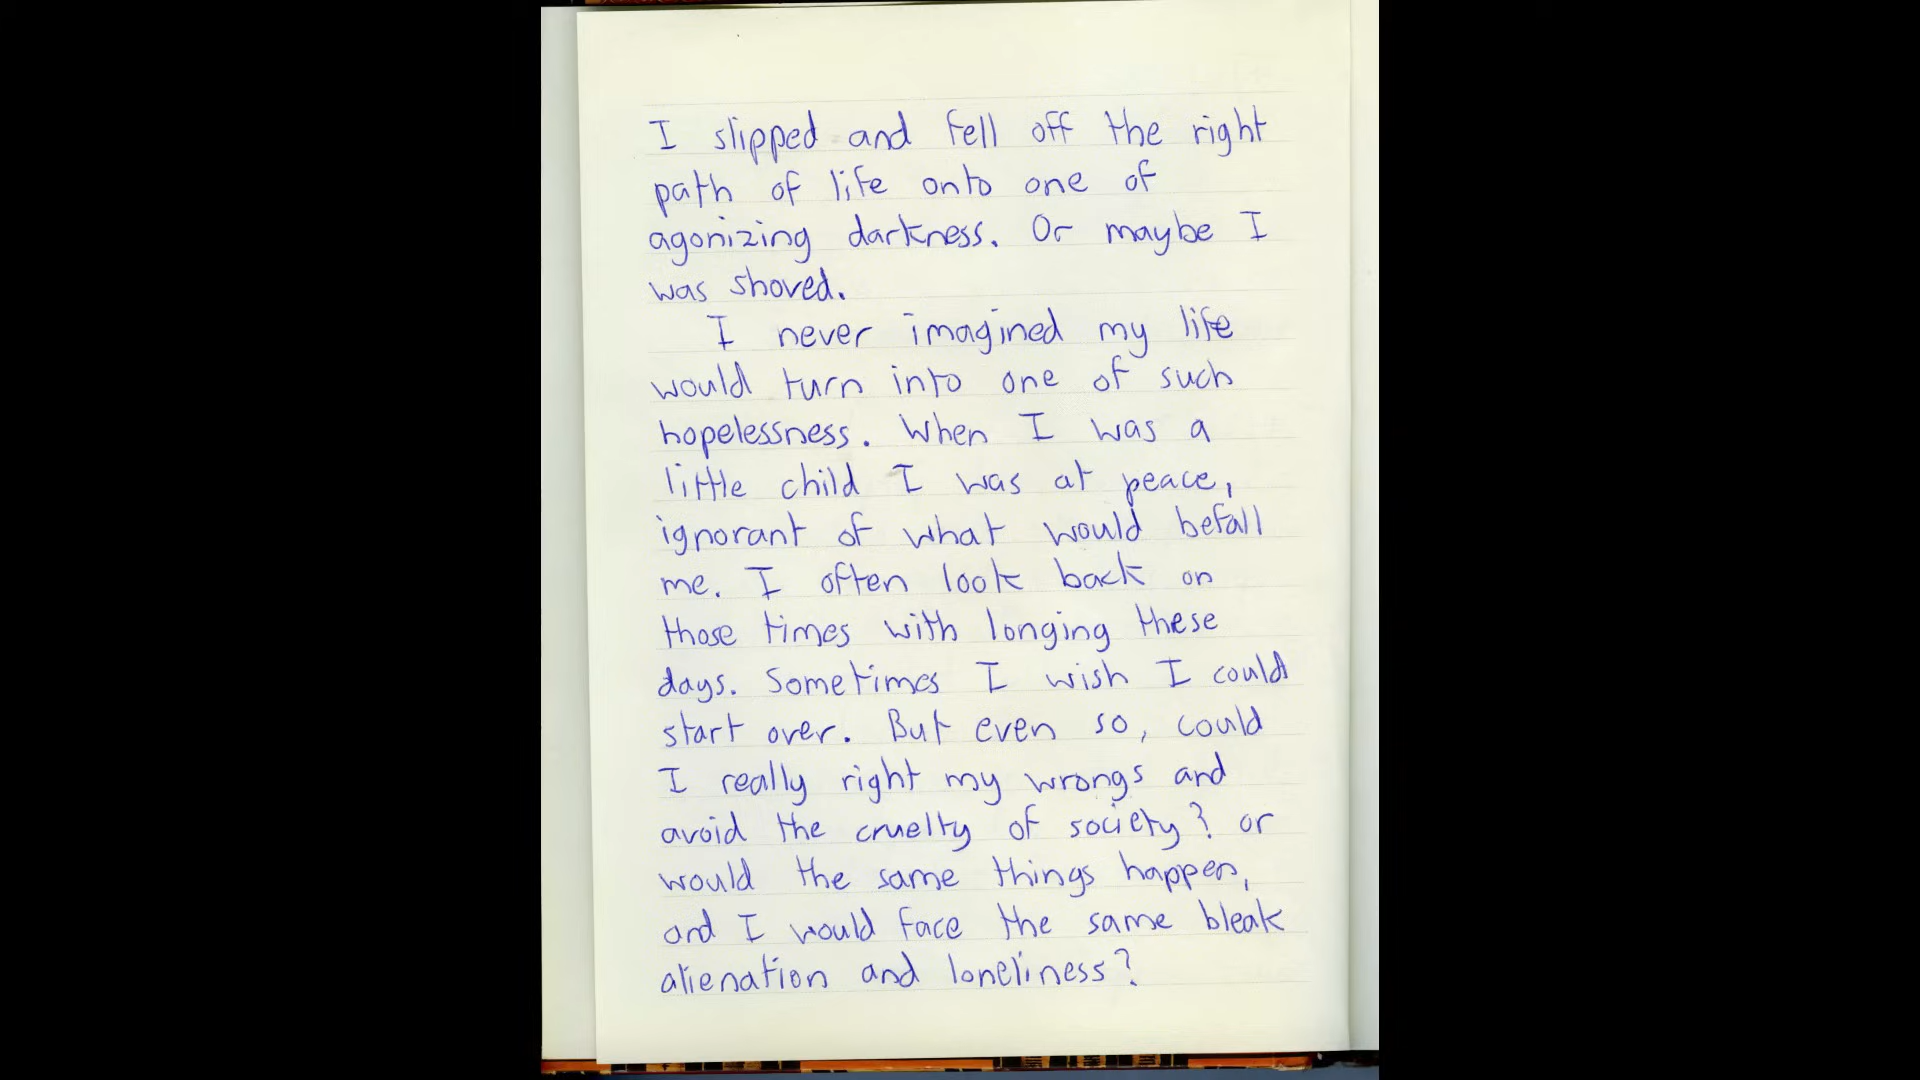 I slipped and fell off the right
path of life onto one of
agonizing darkness. Or maybe I
was shoved.
I never imagined my life
would turn into one of such
hopelessness. When I was a
little child I was at peace,
ignorant of what would befall
me. I often look back on
those times with longing these
days. Sometimes I wish I could
start over. But even so, could
I really right my wrongs and
avoid the cruelty of society? or
would the same things happen,
and I would face the same bleak
alienation and loneliness?